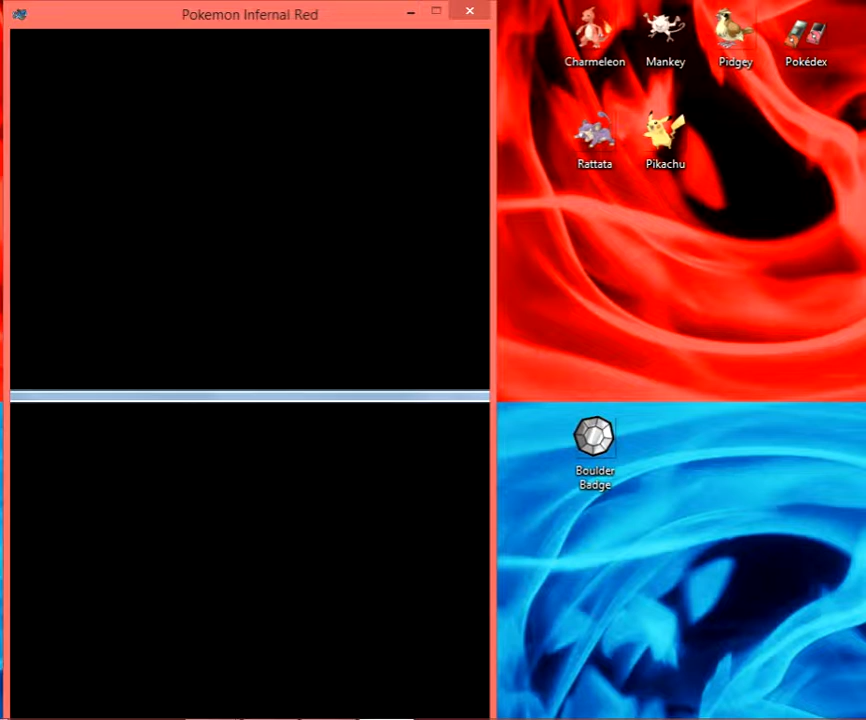 Pokemon Infernal Red
Charmeleon
Mankey
Pidgey
Pokédex
Rattata
Pikachu
Boulder
Badge